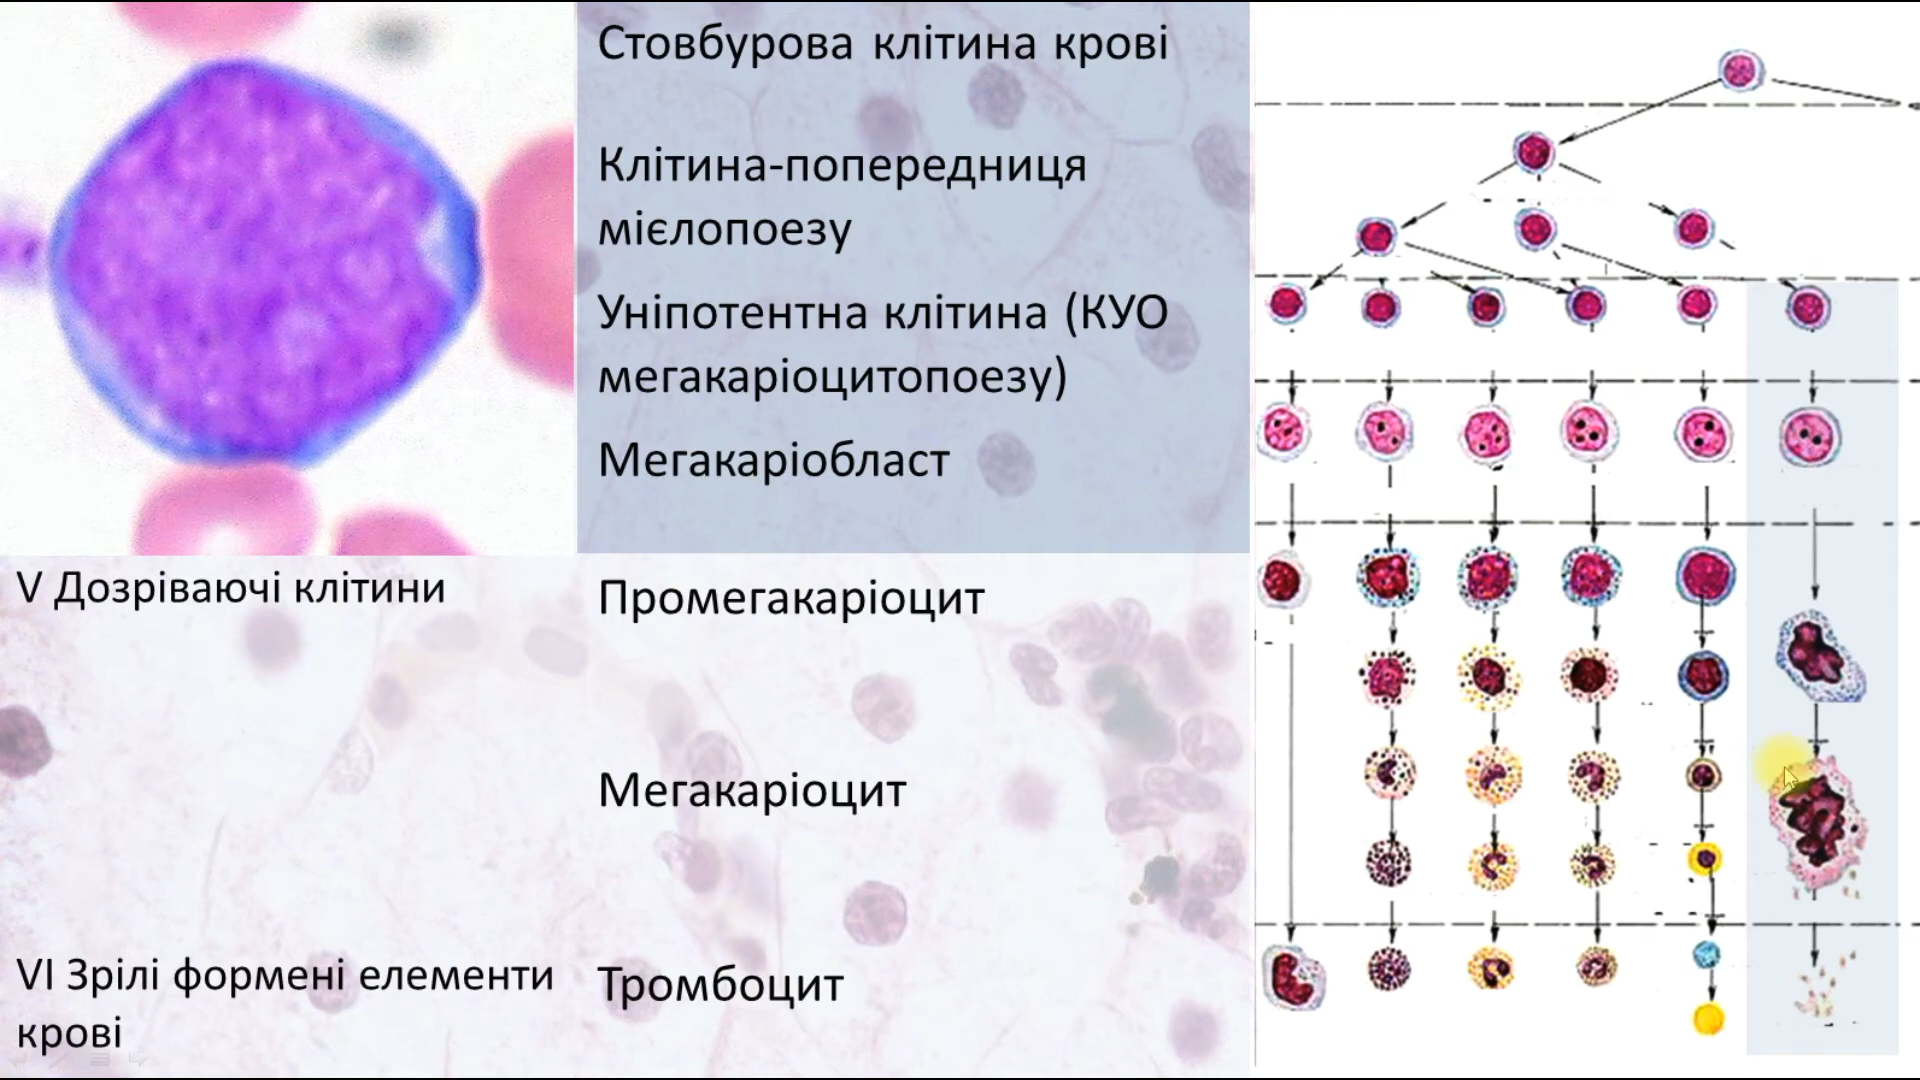 Стовбурова клітина крові
Клітина-попередниця
мієлопоезу
Уніпотентна клітина (КУО
мегакаріоцитопоезу)
Мегакаріобласт
V Дозріваючі клітини
Промегакаріоцит
Мегакаріоцит
VI Зрілі формені елементи
крові
Тромбоцит